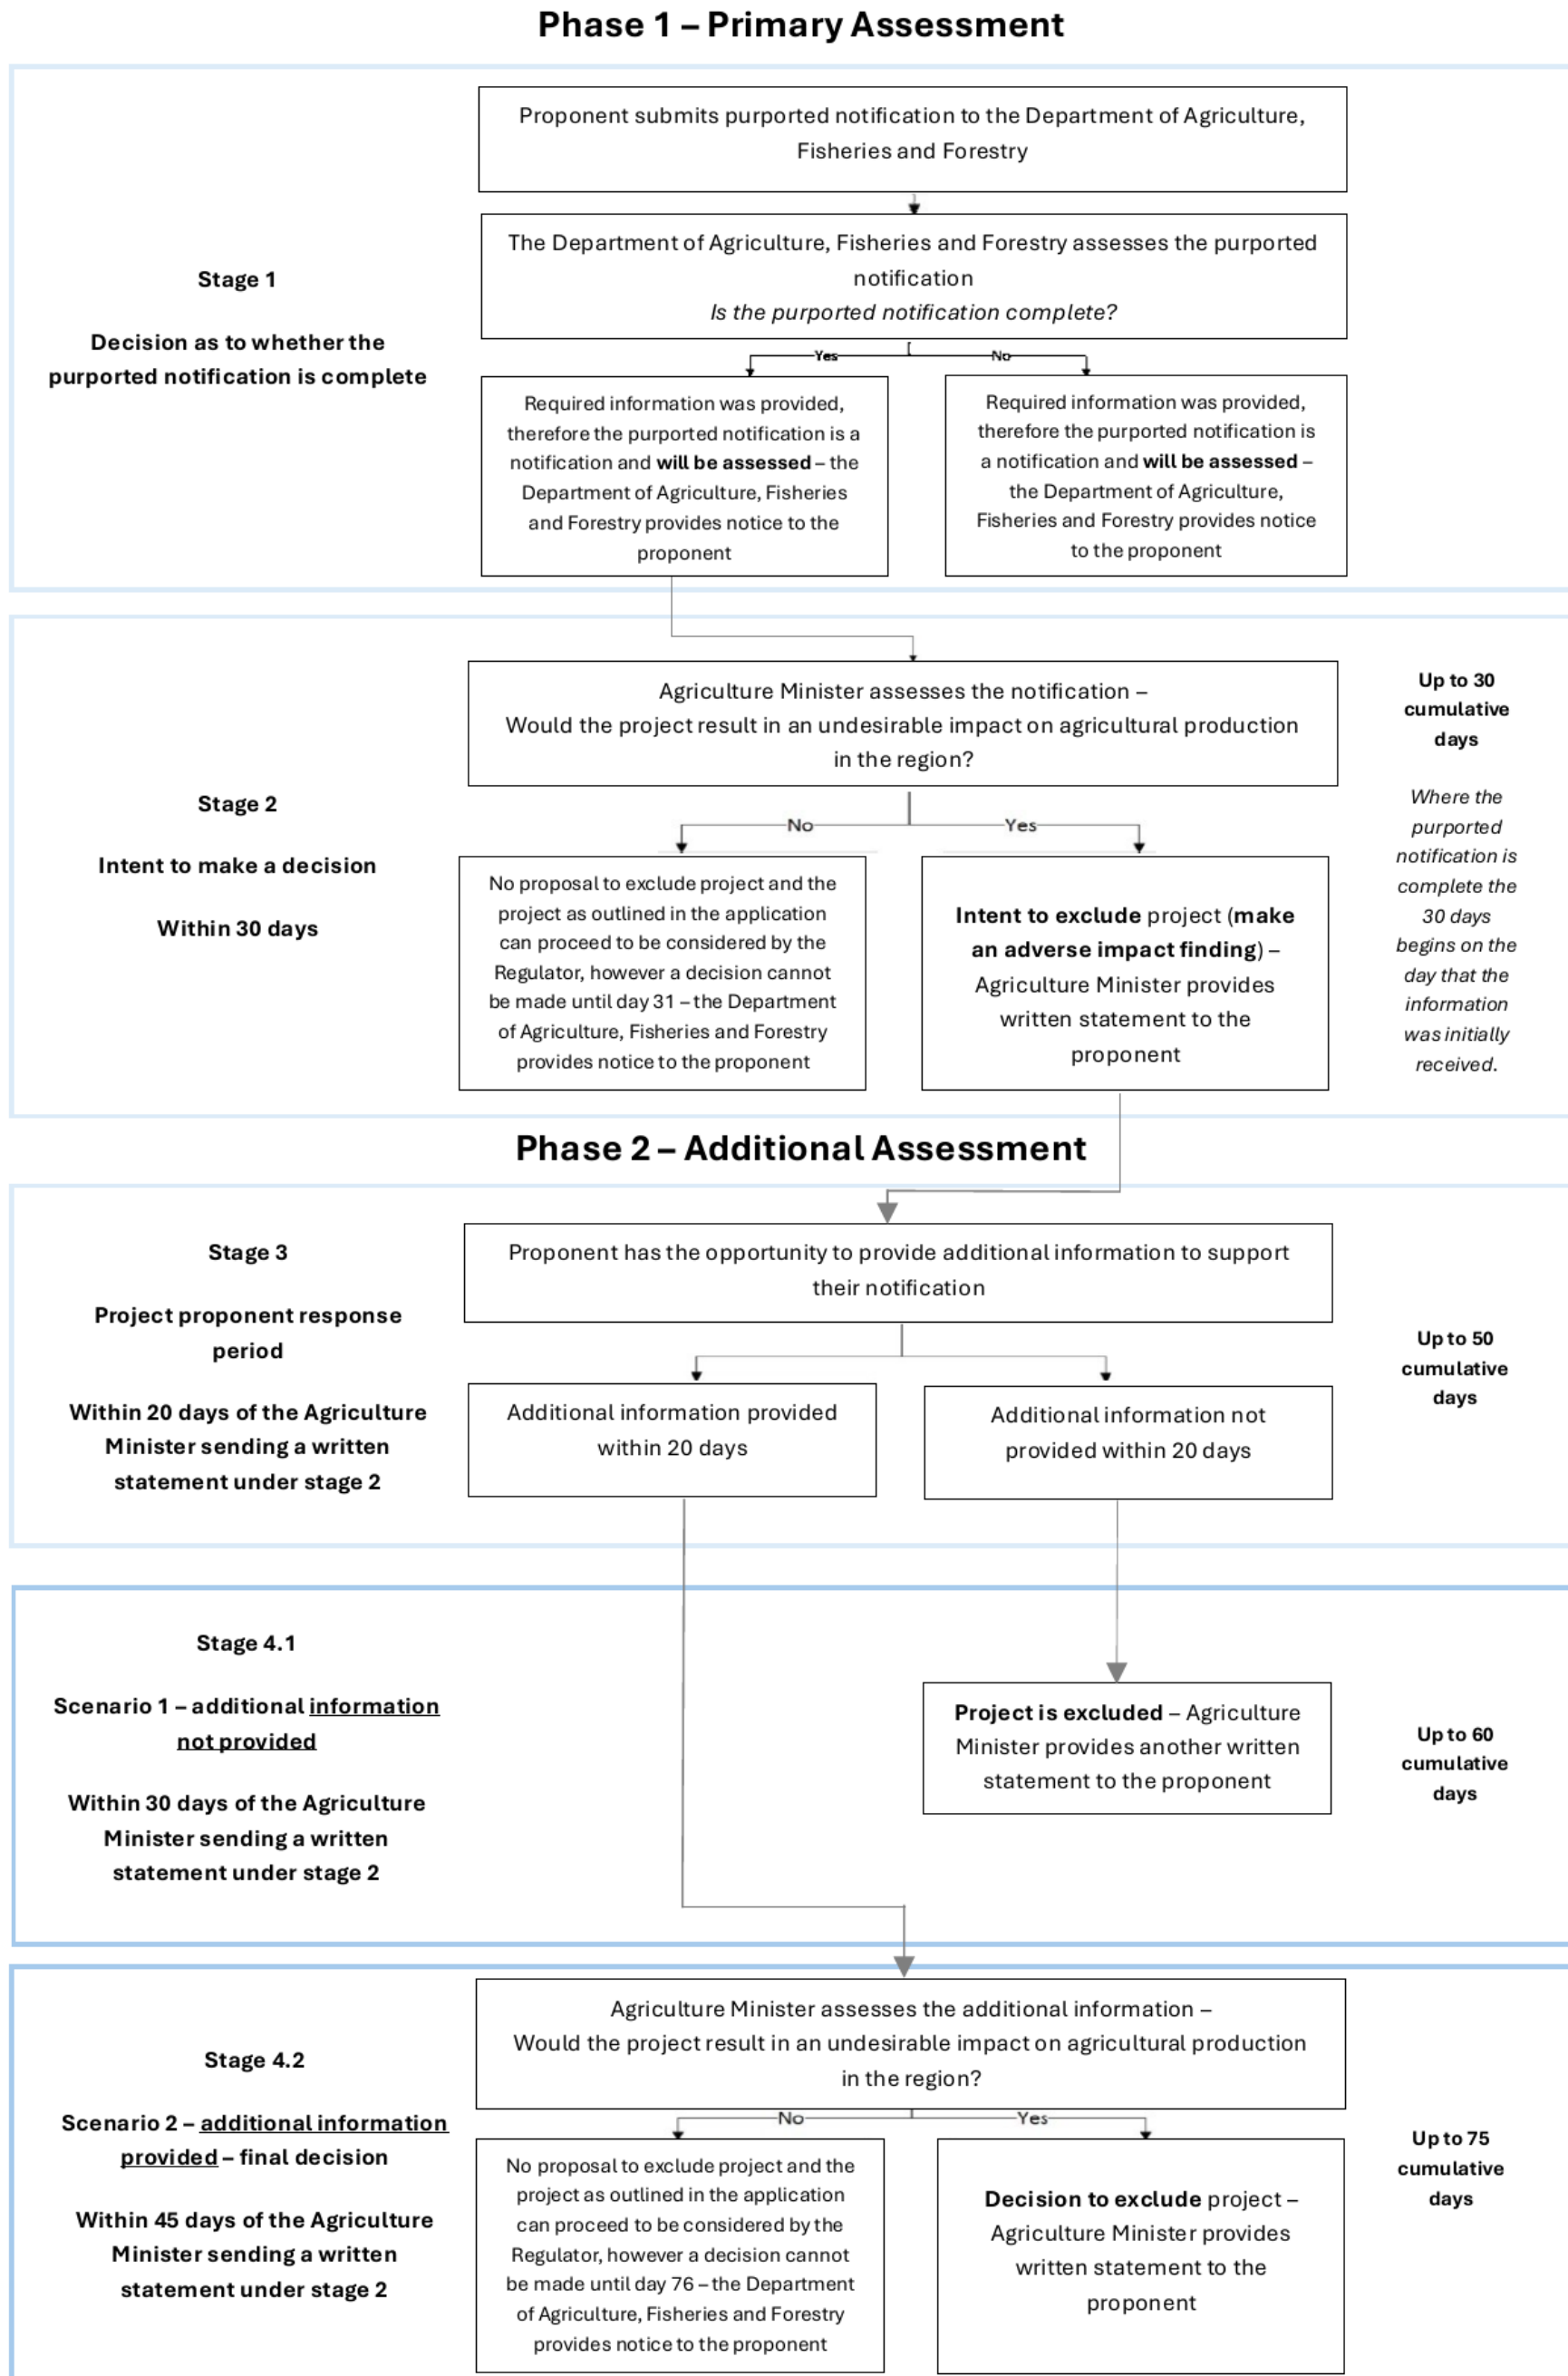 Phase 1 – Primary Assessment
Stage 1
Decision as to whether the
purported notification is complete
Proponent submits purported notification to the Department of Agriculture,
Fisheries and Forestry
The Department of Agriculture, Fisheries and Forestry assesses the purported
notification
Is the purported notification complete?
Yes
No
Required information was provided,
therefore the purported notification is a
notification and will be assessed – the
Department of Agriculture, Fisheries
and Forestry provides notice to the
proponent
Required information was provided,
therefore the purported notification is
a notification and will be assessed –
the Department of Agriculture,
Fisheries and Forestry provides notice
to the proponent
Stage 2
Intent to make a decision
Within 30 days
Agriculture Minister assesses the notification –
Would the project result in an undesirable impact on agricultural production
in the region?
No
Yes
No proposal to exclude project and the
project as outlined in the application
can proceed to be considered by the
Regulator, however a decision cannot
be made until day 31 – the Department
of Agriculture, Fisheries and Forestry
provides notice to the proponent
Intent to exclude project (make
an adverse impact finding) –
Agriculture Minister provides
written statement to the
proponent
Up to 30
cumulative
days
Where the
purported
notification is
complete the
30 days
begins on the
day that the
information
was initially
received.
Phase 2 – Additional Assessment
Stage 3
Project proponent response
period
Within 20 days of the Agriculture
Minister sending a written
statement under stage 2
Proponent has the opportunity to provide additional information to support
their notification
Additional information provided
within 20 days
Additional information not
provided within 20 days
Up to 50
cumulative
days
Stage 4.1
Scenario 1 – additional information
not provided
Within 30 days of the Agriculture
Minister sending a written
statement under stage 2
Project is excluded – Agriculture
Minister provides another written
statement to the proponent
Up to 60
cumulative
days
Stage 4.2
Scenario 2 – additional information
provided – final decision
Within 45 days of the Agriculture
Minister sending a written
statement under stage 2
Agriculture Minister assesses the additional information –
Would the project result in an undesirable impact on agricultural production
in the region?
No
Yes
No proposal to exclude project and the
project as outlined in the application
can proceed to be considered by the
Regulator, however a decision cannot
be made until day 76 – the Department
of Agriculture, Fisheries and Forestry
provides notice to the proponent
Decision to exclude project –
Agriculture Minister provides
written statement to the
proponent
Up to 75
cumulative
days